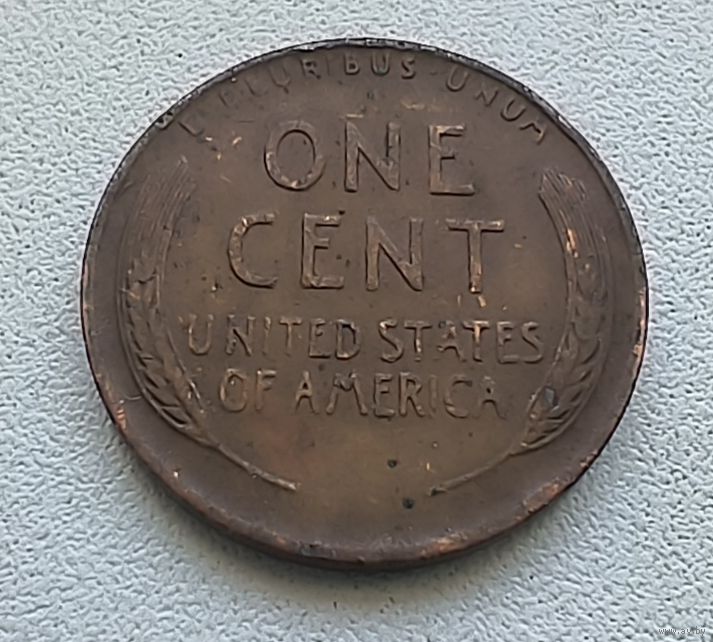 E PLURIBUS UNUM
ONE
CENT
UNITED STATES
OF AMERICA